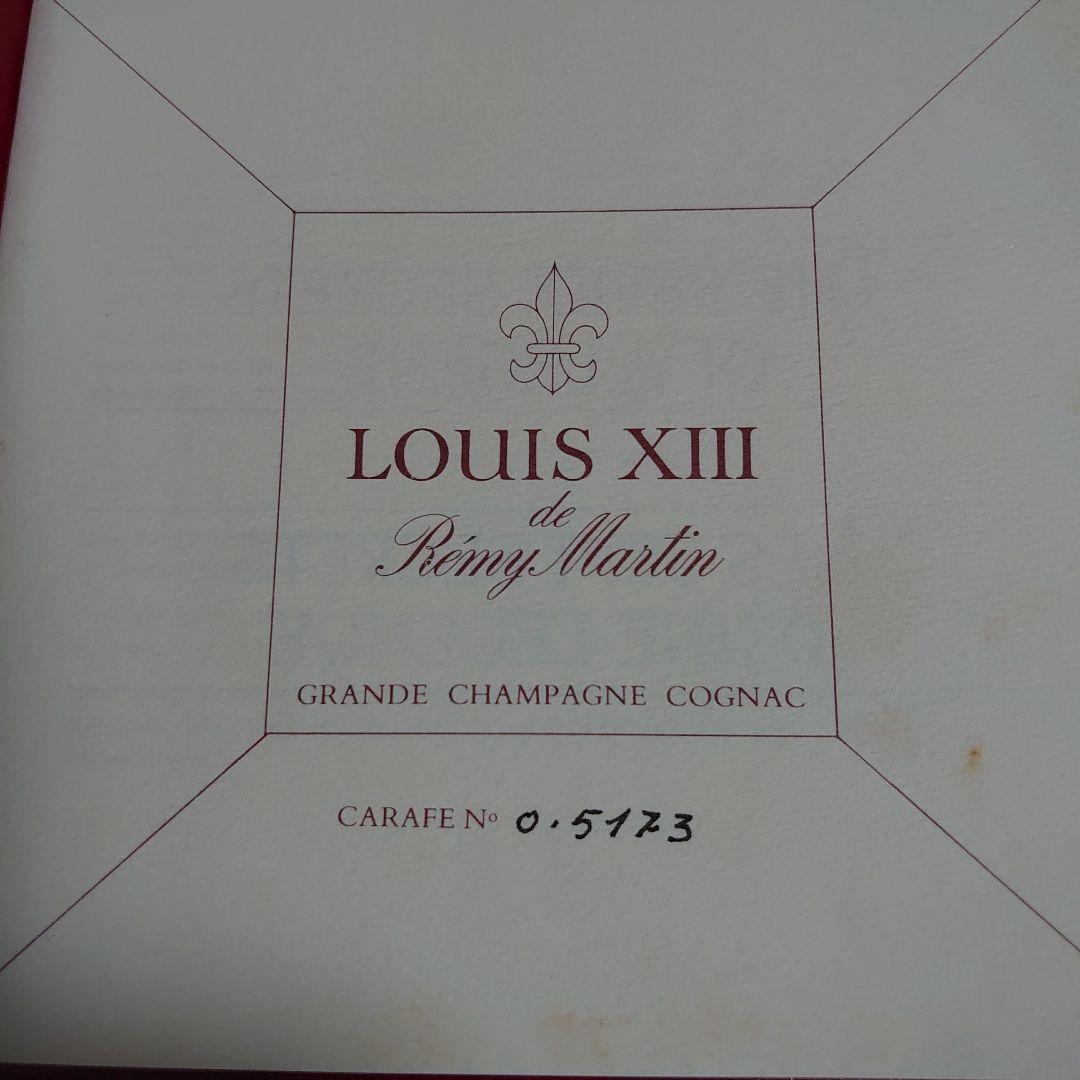 LOUIS XIII
de
Rémy Martin
GRANDE CHAMPAGNE COGNAC
CARAFE Nº 0.5173